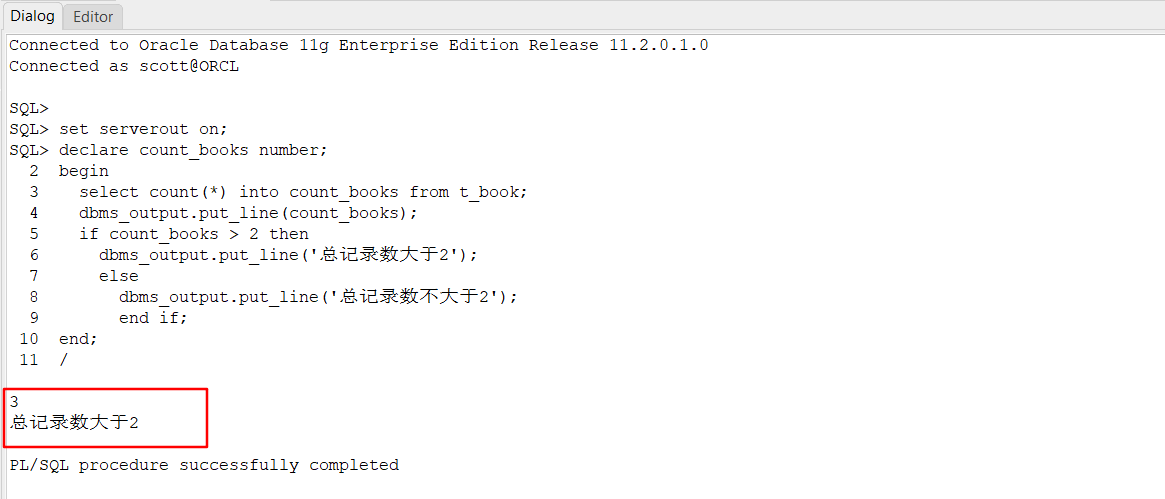 Dialog Editor
Connected to Oracle Database 11g Enterprise Edition Release 11.2.0.1.0
Connected as scott@ORCL
SQL>
SQL> set serverout on;
SQL> declare count_books number;
2 begin
3 select count(*) into count_books from t_book;
4 dbms_output.put_line(count_books);
5 if count_books > 2 then
6 dbms_output.put_line('总记录数大于2');
7 else
8 dbms_output.put_line('总记录数不大于2');
9 end if;
10 end;
11 /
3
总记录数大于2
PL/SQL procedure successfully completed